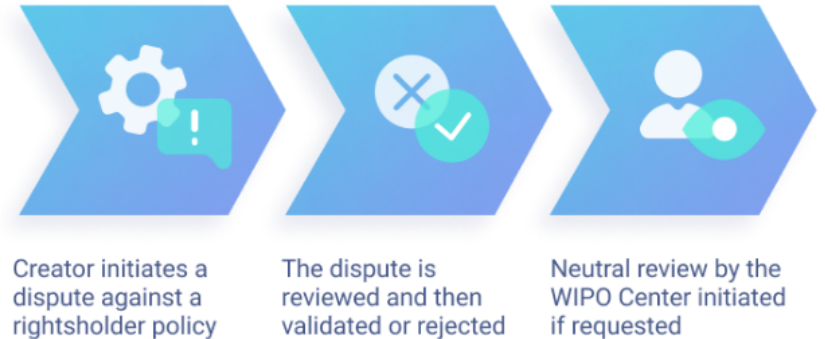 Creator initiates a
dispute against a
rightsholder policy
The dispute is
reviewed and then
validated or rejected
Neutral review by the
WIPO Center initiated
if requested